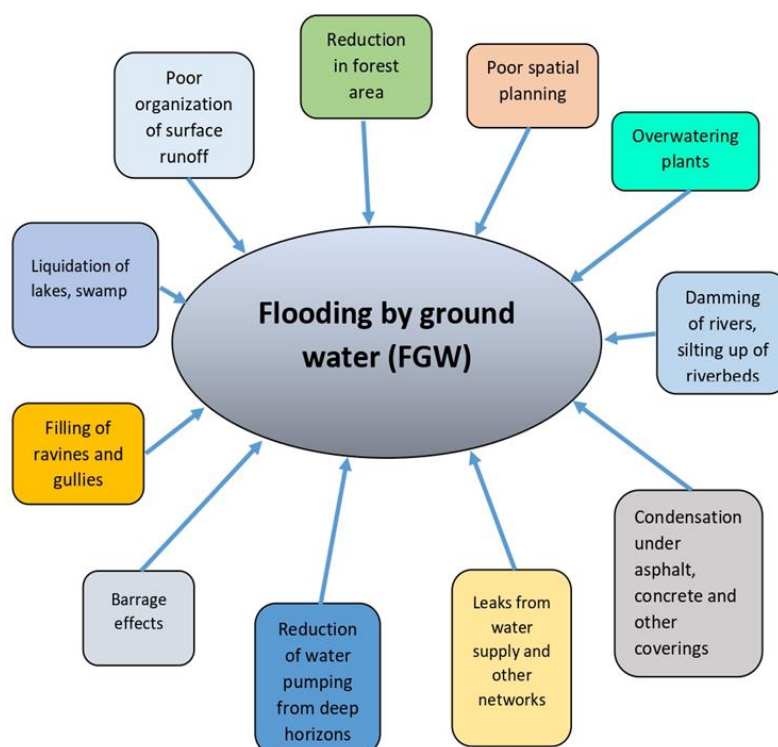 Reduction
in forest
area
Poor spatial
planning
Poor
organization
of surface
runoff
Overwatering
plants
Liquidation of
lakes, swamp
Flooding by ground
water (FGW)
Damming
of rivers,
silting up of
riverbeds
Filling of
ravines and
gullies
Condensation
under
asphalt,
concrete and
other
coverings
Barrage
effects
Reduction
of water
pumping
from deep
horizons
Leaks from
water
supply and
other
networks